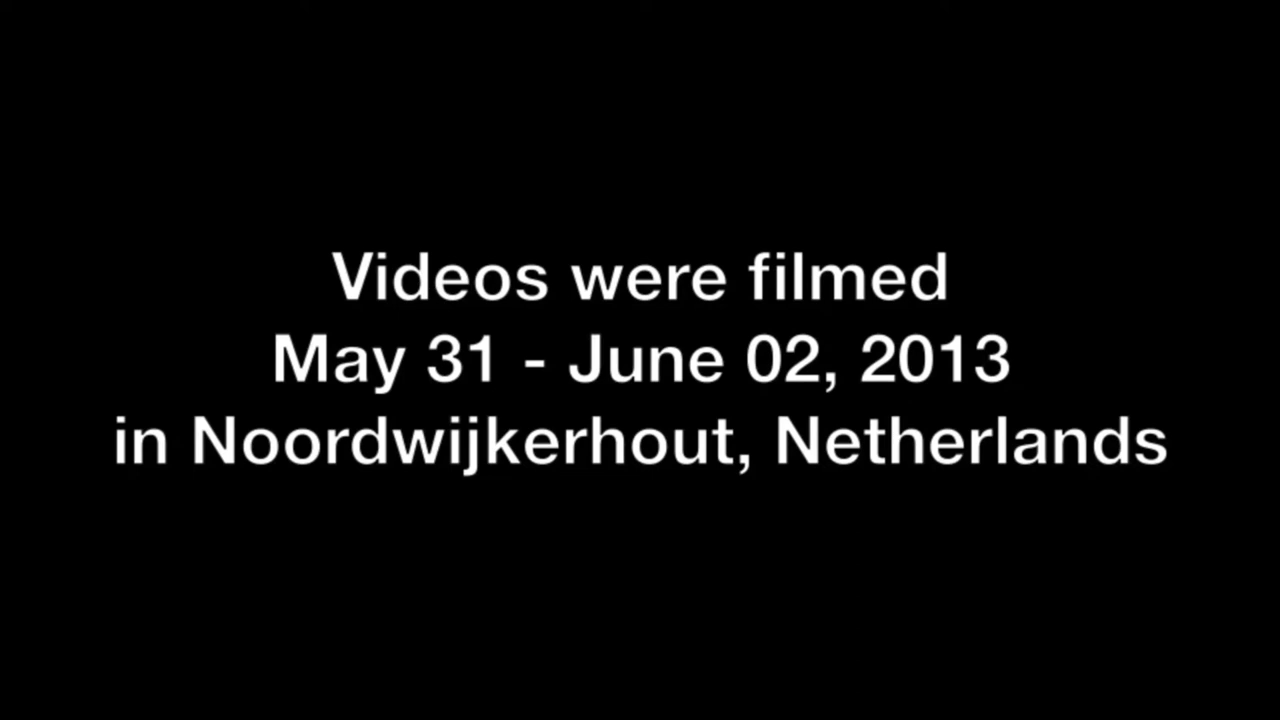 Videos were filmed
May 31 - June 02, 2013
in Noordwijkerhout, Netherlands